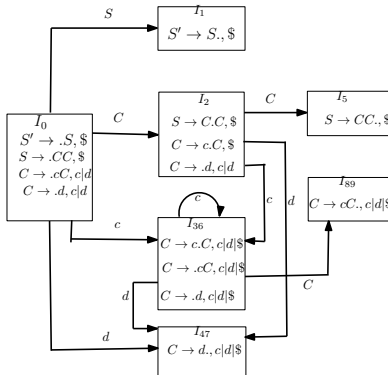 S
I₁
S′ → S., $
I₀
S′ → .S, $
S → .CC, $
C → .cC, c|d
C → .d, c|d
C
I₂
S → C.C, $
C → c.C, $
C → .d, c|d
C
I₅
S → CC., $
c
d
I₈₉
C → cC., c|d|$
c
c
I₃₆
C → c.C, c|d|$
C → .cC, c|d|$
C → .d, c|d|$
C
d
d
I₄₇
C → d., c|d|$